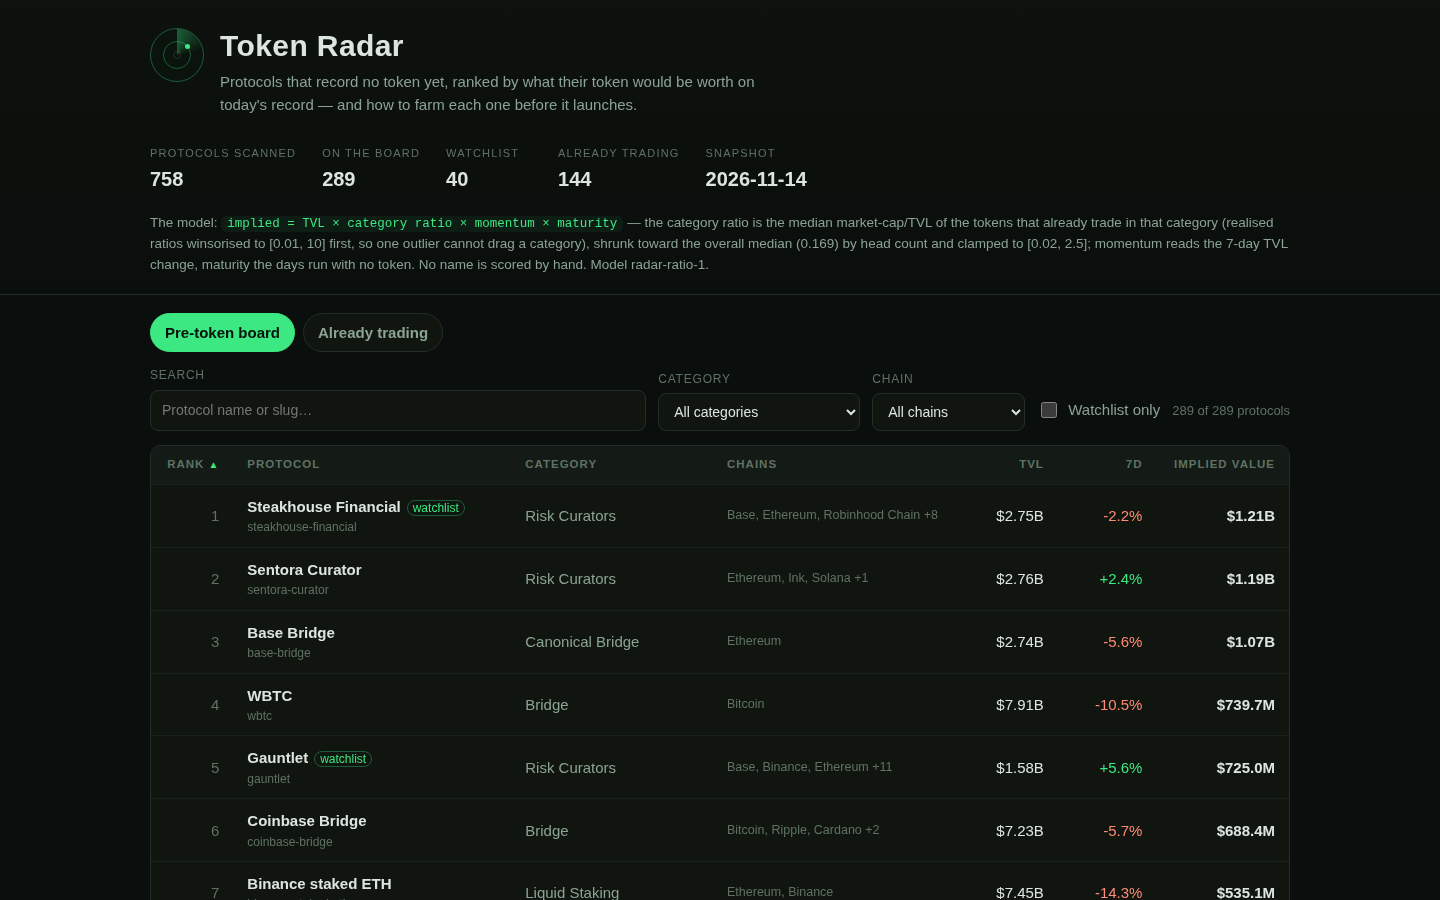 Token Radar
Protocols that record no token yet, ranked by what their token would be worth on
today's record — and how to farm each one before it launches.
PROTOCOLS SCANNED
758
ON THE BOARD
289
WATCHLIST
40
ALREADY TRADING
144
SNAPSHOT
2026-11-14
The model: implied = TVL × category ratio × momentum × maturity — the category ratio is the median market-cap/TVL of the tokens that already trade in that category (realised
ratios winsorised to [0.01, 10] first, so one outlier cannot drag a category), shrunk toward the overall median (0.169) by head count and clamped to [0.02, 2.5]; momentum reads the 7-day TVL
change, maturity the days run with no token. No name is scored by hand. Model radar-ratio-1.
Pre-token board
Already trading
SEARCH
Protocol name or slug…
CATEGORY
All categories
CHAIN
All chains
Watchlist only
289 of 289 protocols
RANK ▲ PROTOCOL CATEGORY CHAINS TVL 7D IMPLIED VALUE
1 Steakhouse Financial watchlist Risk Curators Base, Ethereum, Robinhood Chain +8 $2.75B -2.2% $1.21B
steakhouse-financial
2 Sentora Curator Risk Curators Ethereum, Ink, Solana +1 $2.76B +2.4% $1.19B
sentora-curator
3 Base Bridge Canonical Bridge Ethereum $2.74B -5.6% $1.07B
base-bridge
4 WBTC Bridge Bitcoin $7.91B -10.5% $739.7M
wbtc
5 Gauntlet watchlist Risk Curators Base, Binance, Ethereum +11 $1.58B +5.6% $725.0M
gauntlet
6 Coinbase Bridge Bridge Bitcoin, Ripple, Cardano +2 $7.23B -5.7% $688.4M
coinbase-bridge
7 Binance staked ETH Liquid Staking Ethereum, Binance $7.45B -14.3% $535.1M